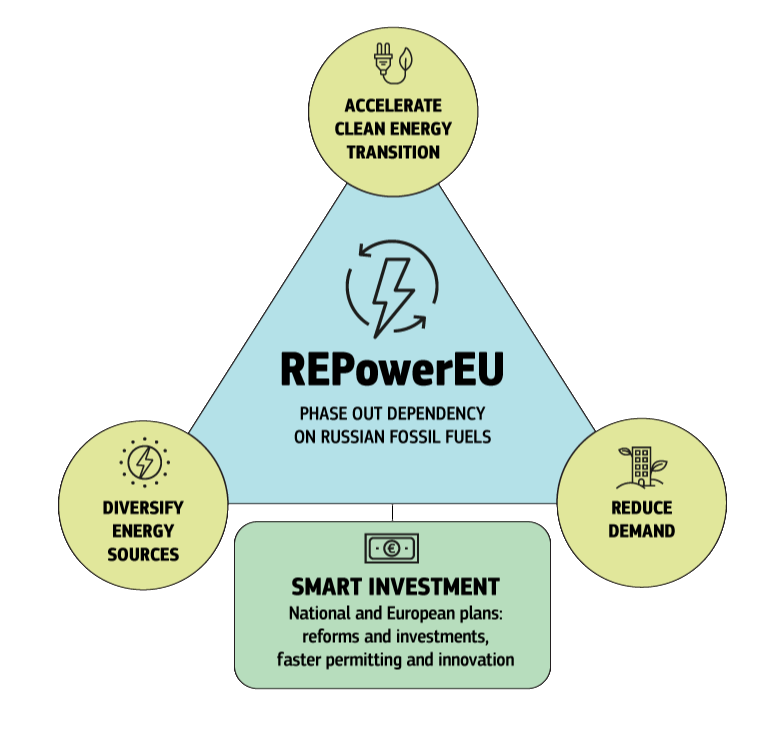 ACCELERATE
CLEAN ENERGY
TRANSITION
REPowerEU
PHASE OUT DEPENDENCY
ON RUSSIAN FOSSIL FUELS
DIVERSIFY
ENERGY
SOURCES
REDUCE
DEMAND
€
SMART INVESTMENT
National and European plans:
reforms and investments,
faster permitting and innovation